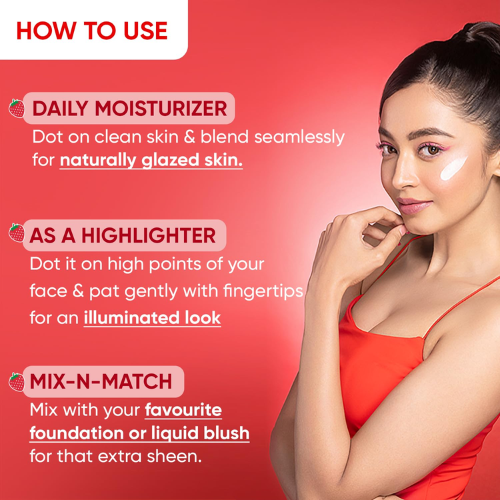 HOW TO USE
DAILY MOISTURIZER
Dot on clean skin & blend seamlessly
for naturally glazed skin.
AS A HIGHLIGHTER
Dot it on high points of your
face & pat gently with fingertips
for an illuminated look
MIX-N-MATCH
Mix with your favourite
foundation or liquid blush
for that extra sheen.